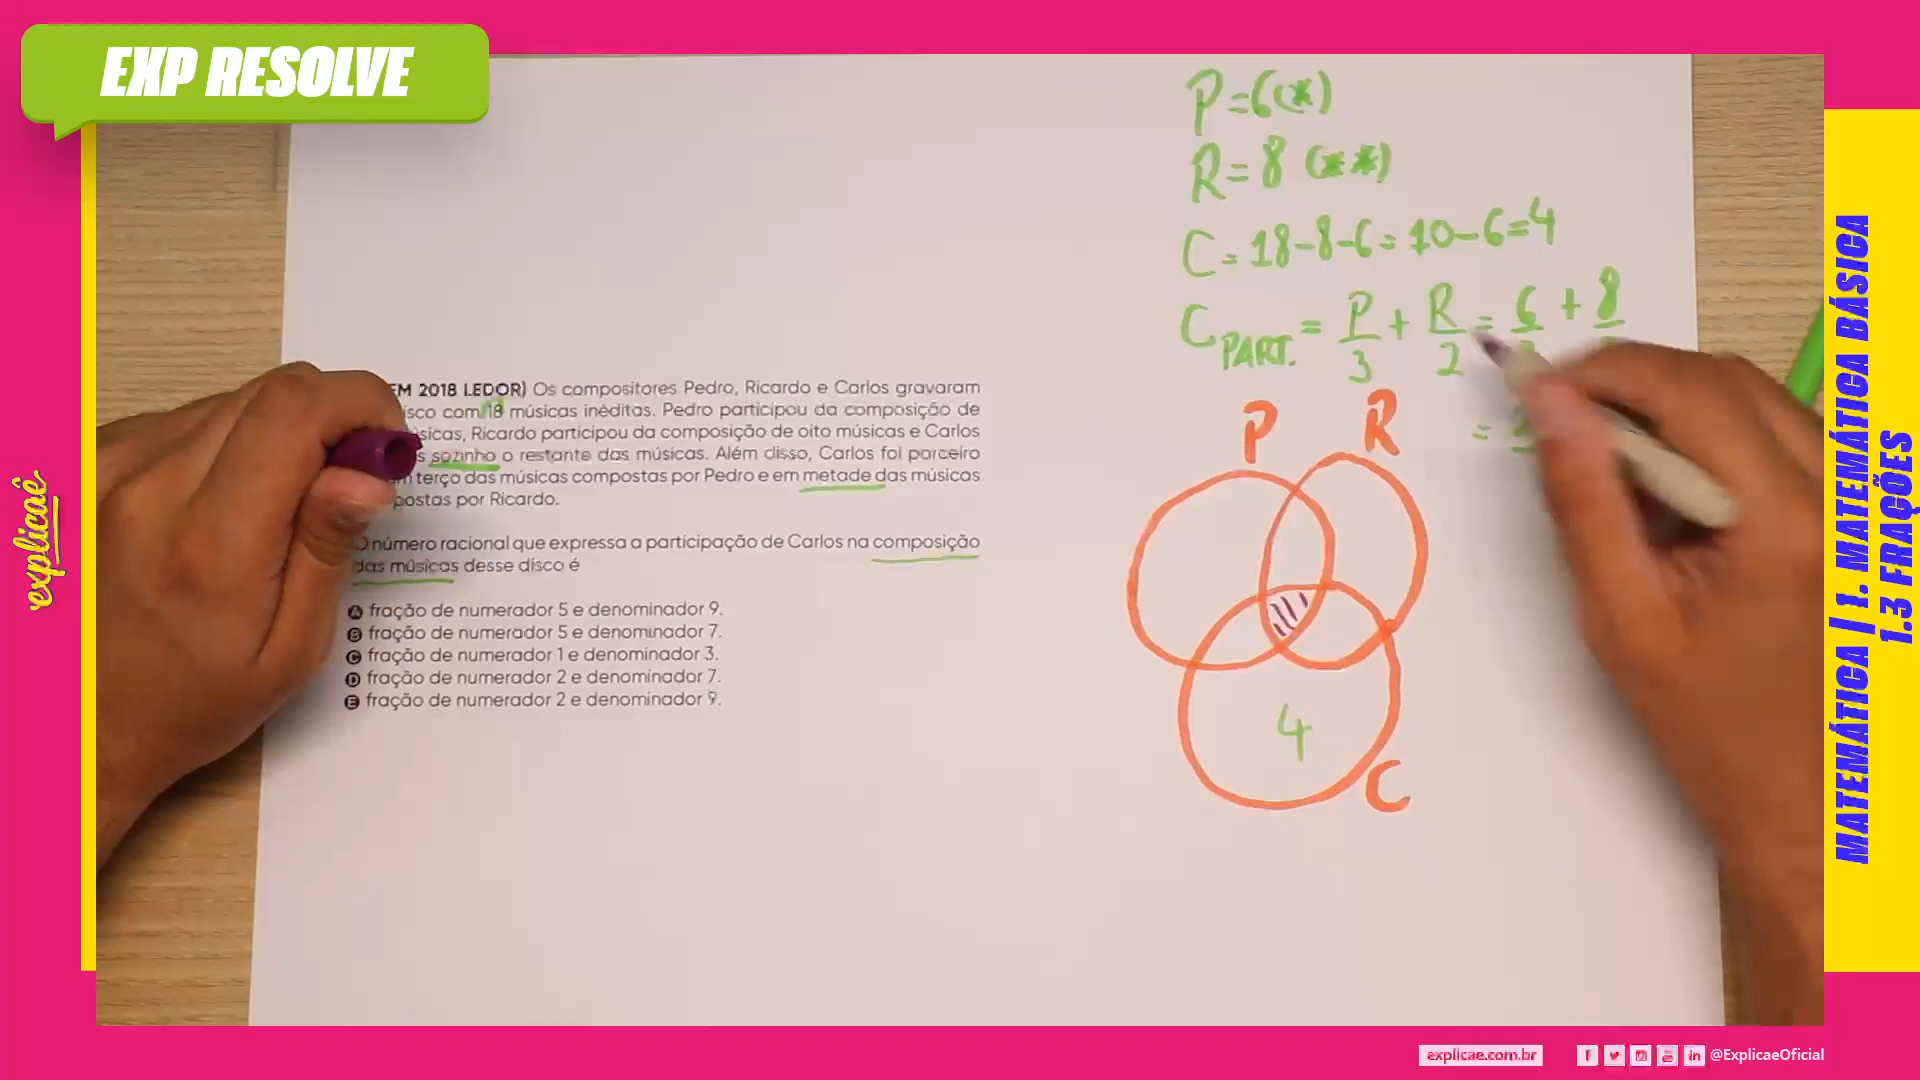 EXP RESOLVE
P=6(*)
R=8(**)
C=18-8-6=10-6=4
C PART. = P/3 + R/2 = 6 + 8
=
EM 2018 LEDOR) Os compositores Pedro, Ricardo e Carlos gravaram
isco com 18 músicas inéditas. Pedro participou da composição de
úsicas, Ricardo participou da composição de oito músicas e Carlos
s sozinho o restante das músicas. Além disso, Carlos foi parceiro
terço das músicas compostas por Pedro e em metade das músicas
postas por Ricardo.
O número racional que expressa a participação de Carlos na composição
das músicas desse disco é
A fração de numerador 5 e denominador 9.
B fração de numerador 5 e denominador 7.
C fração de numerador 1 e denominador 3.
D fração de numerador 2 e denominador 7.
E fração de numerador 2 e denominador 9.
P
R
4
C
explicaê
MATEMÁTICA | 1. MATEMÁTICA BÁSICA
1.3 FRAÇÕES
explicae.com.br
@ExplicaeOficial